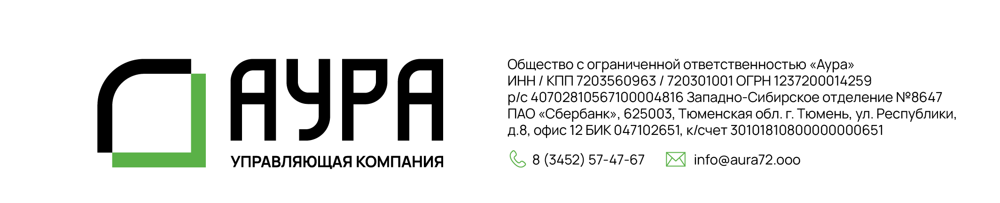 АУРА
УПРАВЛЯЮЩАЯ КОМПАНИЯ
Общество с ограниченной ответственностью «Аура»
ИНН / КПП 7203560963 / 720301001 ОГРН 1237200014259
р/с 40702810567100004816 Западно-Сибирское отделение №8647
ПАО «Сбербанк», 625003, Тюменская обл. г. Тюмень, ул. Республики,
д.8, офис 12 БИК 047102651, к/счет 30101810800000000651
8 (3452) 57-47-67
info@aura72.ooo